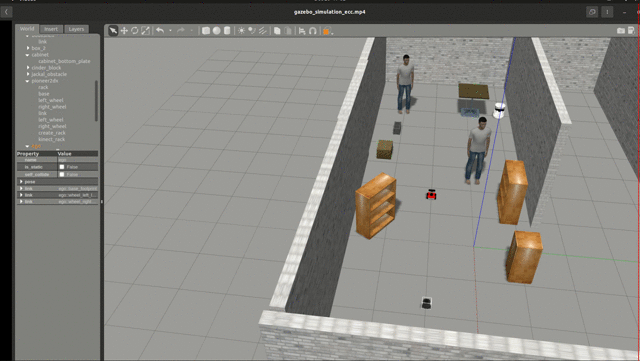 gazebo_simulation_ecc.mp4
World Insert Layers
link
box_2
cabinet
cabinet_bottom_plate
cinder_block
jackal_obstacle
pioneer2dx
rack
base
left_wheel
right_wheel
link
left_wheel
right_wheel
create_rack
kinect_rack
Property Value
name
is_static False
self_collide False
pose
link
link
link